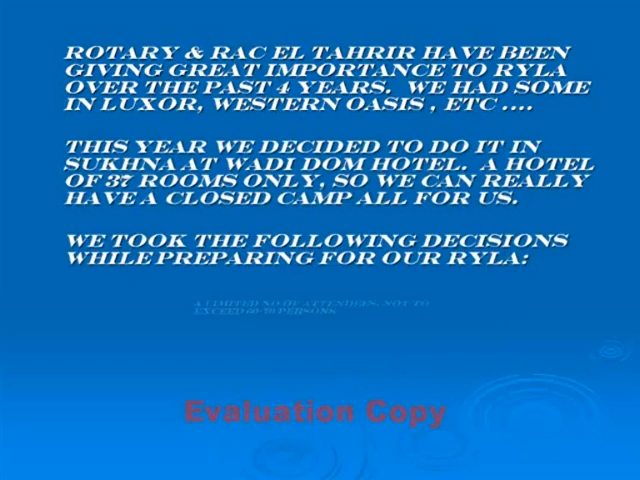 ROTARY & RAC EL TAHRIR HAVE BEEN
GIVING GREAT IMPORTANCE TO RYLA
OVER THE PAST 4 YEARS. WE HAD SOME
IN LUXOR, WESTERN OASIS , ETC ....
THIS YEAR WE DECIDED TO DO IT IN
SUKHNA AT WADI DOM HOTEL. A HOTEL
OF 37 ROOMS ONLY, SO WE CAN REALLY
HAVE A CLOSED CAMP ALL FOR US.
WE TOOK THE FOLLOWING DECISIONS
WHILE PREPARING FOR OUR RYLA:
A LIMITED NO OF ATTENDEES, NOT TO
EXCEED 60-70 PERSONS
Evaluation Copy